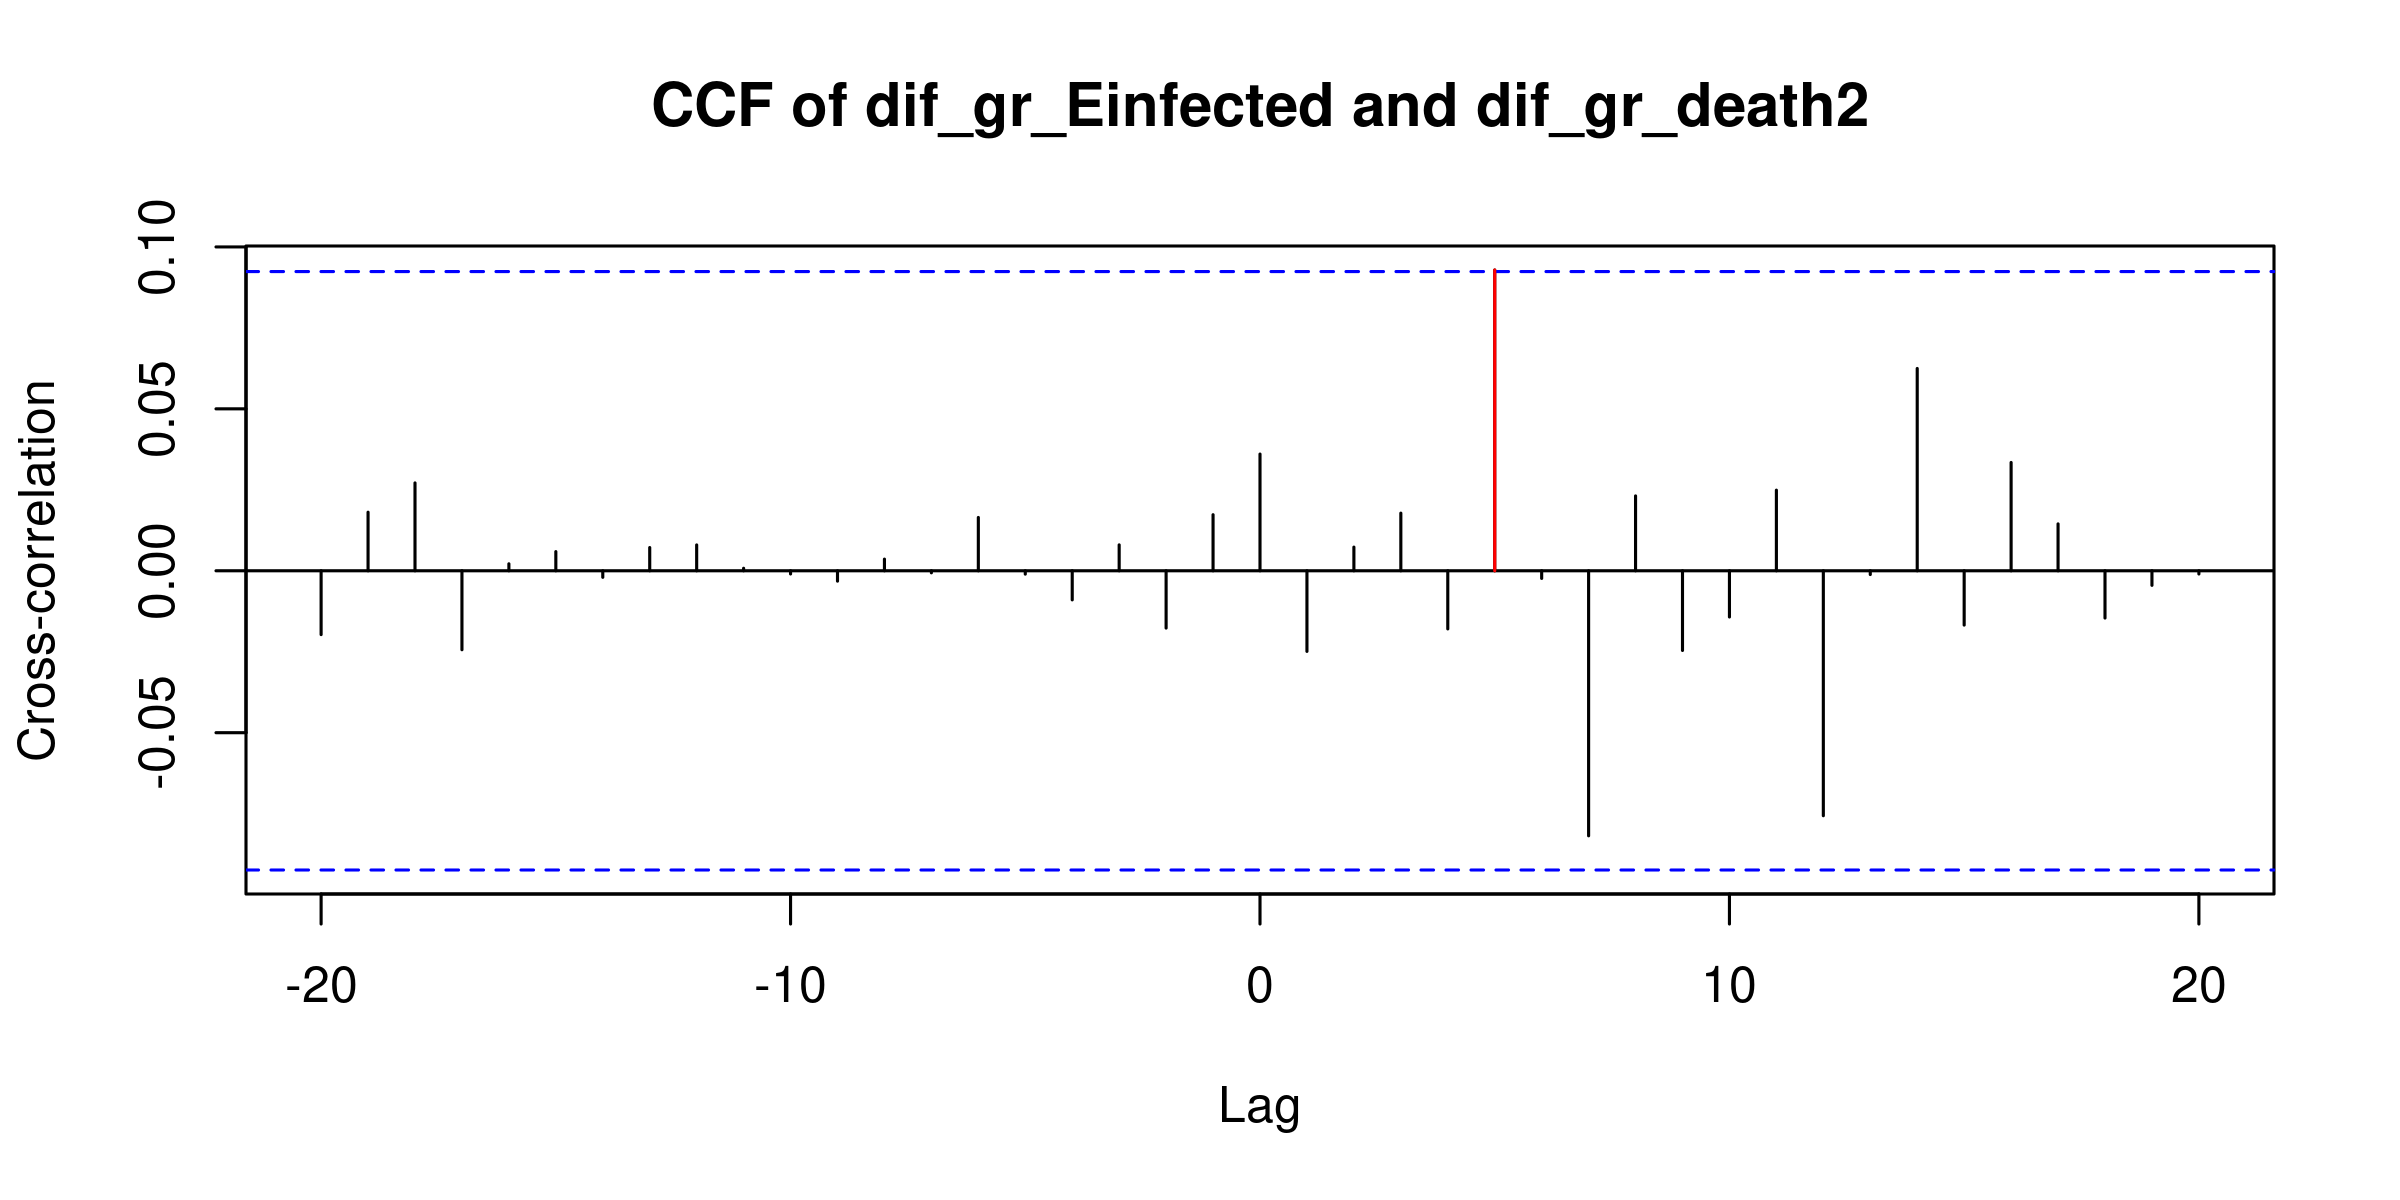 CCF of dif_gr_Einfected and dif_gr_death2
Cross-correlation
0.10
0.05
0.00
-0.05
-20 -10 0 10 20
Lag